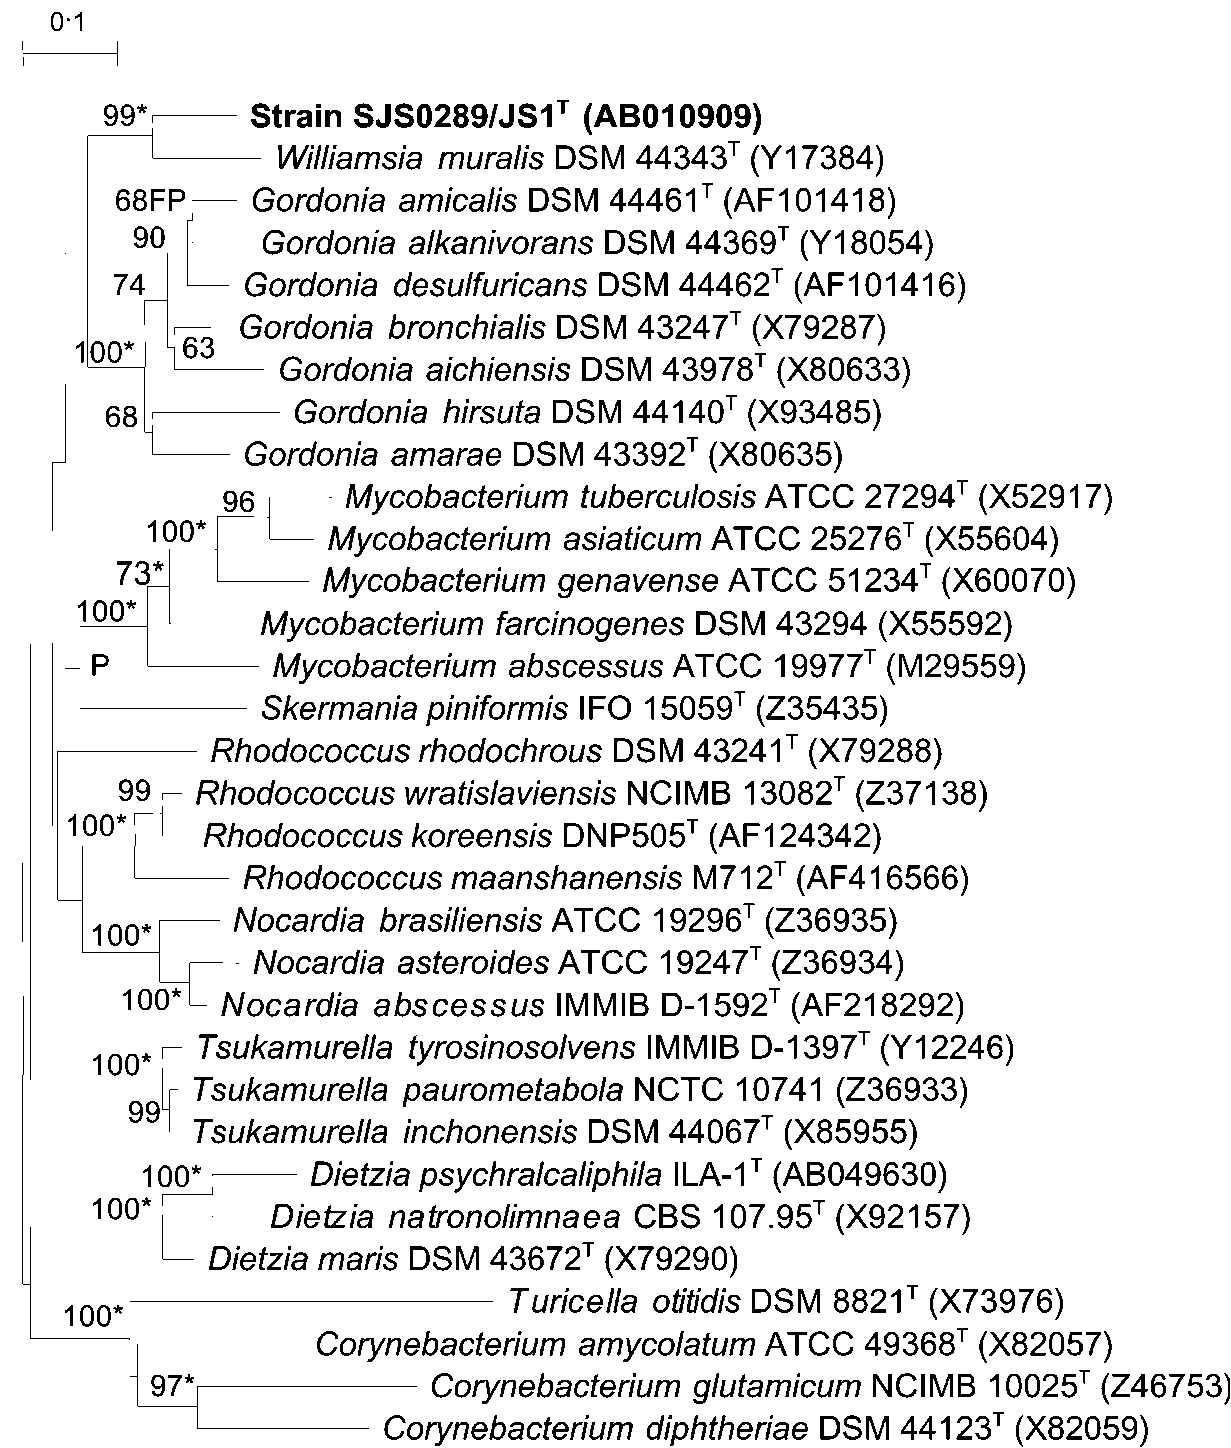 0·1
99* Strain SJS0289/JS1ᵀ (AB010909)
Williamsia muralis DSM 44343ᵀ (Y17384)
68FP Gordonia amicalis DSM 44461ᵀ (AF101418)
90 Gordonia alkanivorans DSM 44369ᵀ (Y18054)
74 Gordonia desulfuricans DSM 44462ᵀ (AF101416)
Gordonia bronchialis DSM 43247ᵀ (X79287)
100* 63
Gordonia aichiensis DSM 43978ᵀ (X80633)
68 Gordonia hirsuta DSM 44140ᵀ (X93485)
Gordonia amarae DSM 43392ᵀ (X80635)
96 Mycobacterium tuberculosis ATCC 27294ᵀ (X52917)
100* Mycobacterium asiaticum ATCC 25276ᵀ (X55604)
73* Mycobacterium genavense ATCC 51234ᵀ (X60070)
100* Mycobacterium farcinogenes DSM 43294 (X55592)
P Mycobacterium abscessus ATCC 19977ᵀ (M29559)
Skermania piniformis IFO 15059ᵀ (Z35435)
Rhodococcus rhodochrous DSM 43241ᵀ (X79288)
99 Rhodococcus wratislaviensis NCIMB 13082ᵀ (Z37138)
100* Rhodococcus koreensis DNP505ᵀ (AF124342)
Rhodococcus maanshanensis M712ᵀ (AF416566)
100* Nocardia brasiliensis ATCC 19296ᵀ (Z36935)
Nocardia asteroides ATCC 19247ᵀ (Z36934)
100* Nocardia abscessus IMMIB D-1592ᵀ (AF218292)
100* Tsukamurella tyrosinosolvens IMMIB D-1397ᵀ (Y12246)
Tsukamurella paurometabola NCTC 10741 (Z36933)
99 Tsukamurella inchonensis DSM 44067ᵀ (X85955)
100* Dietzia psychralcaliphila ILA-1ᵀ (AB049630)
100* Dietzia natronolimnaea CBS 107.95ᵀ (X92157)
Dietzia maris DSM 43672ᵀ (X79290)
100* Turicella otitidis DSM 8821ᵀ (X73976)
Corynebacterium amycolatum ATCC 49368ᵀ (X82057)
97* Corynebacterium glutamicum NCIMB 10025ᵀ (Z46753)
Corynebacterium diphtheriae DSM 44123ᵀ (X82059)